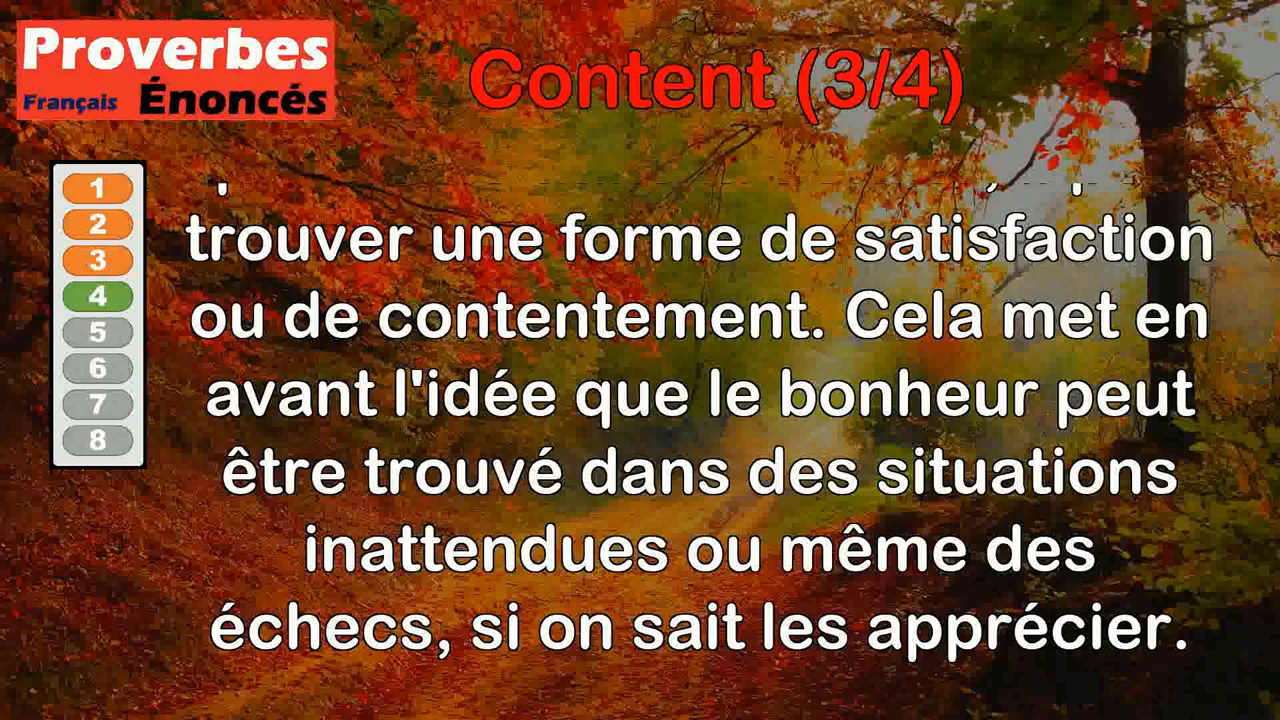 Proverbes
Français Énoncés
Content (3/4)
1
2
3
4
5
6
7
8
trouver une forme de satisfaction
ou de contentement. Cela met en
avant l'idée que le bonheur peut
être trouvé dans des situations
inattendues ou même des
échecs, si on sait les apprécier.